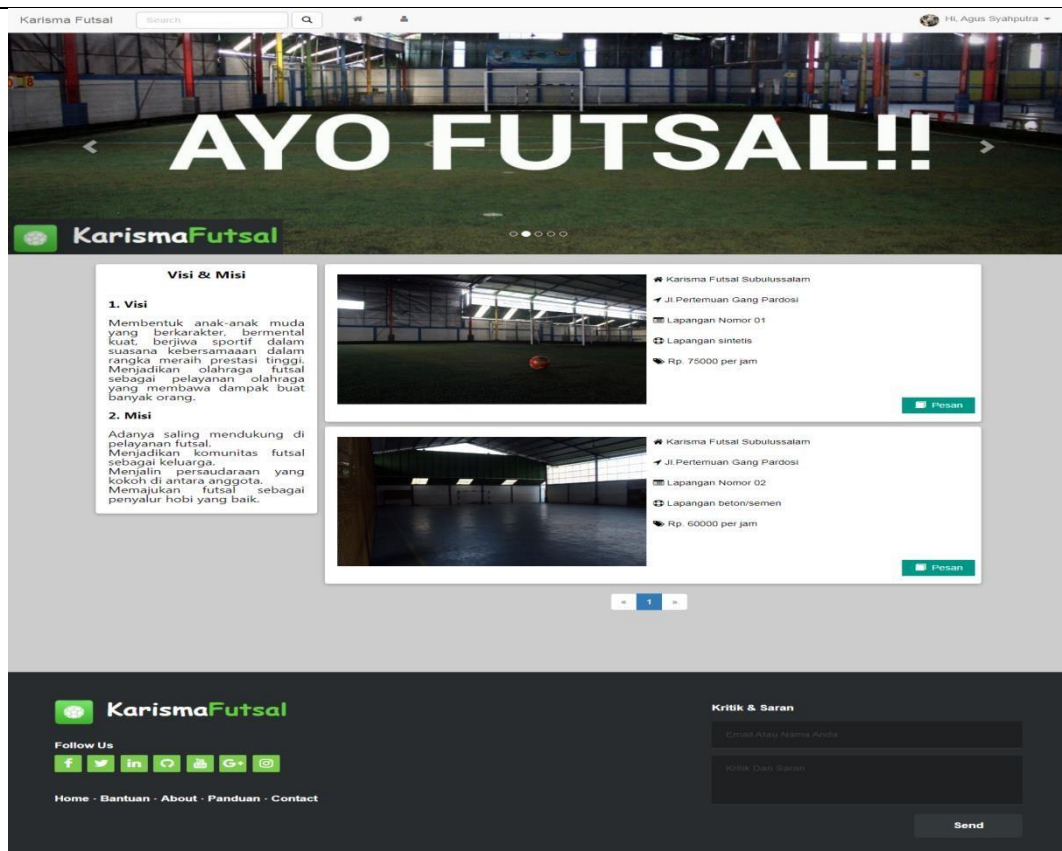 Karisma Futsal
Search
Hi, Agus Syahputra
AYO FUTSAL!!
KarismaFutsal
Visi & Misi
1. Visi
Membentuk anak-anak muda
yang berkarakter, bermental
kuat, berjiwa sportif dalam
suasana kebersamaaan dalam
rangka meraih prestasi tinggi.
Menjadikan olahraga futsal
sebagai pelayanan olahraga
yang membawa dampak buat
banyak orang.
2. Misi
Adanya saling mendukung di
pelayanan futsal.
Menjadikan komunitas futsal
sebagai keluarga.
Menjalin persaudaraan yang
kokoh di antara anggota.
Memajukan futsal sebagai
penyalur hobi yang baik.
Karisma Futsal Subulussalam
Jl.Pertemuan Gang Pardosi
Lapangan Nomor 01
Lapangan sintetis
Rp. 75000 per jam
Pesan
Karisma Futsal Subulussalam
Jl.Pertemuan Gang Pardosi
Lapangan Nomor 02
Lapangan beton/semen
Rp. 60000 per jam
Pesan
« 1 »
KarismaFutsal
Follow Us
Home - Bantuan - About - Panduan - Contact
Kritik & Saran
Email Atau Nama Anda
Kritik Dan Saran
Send